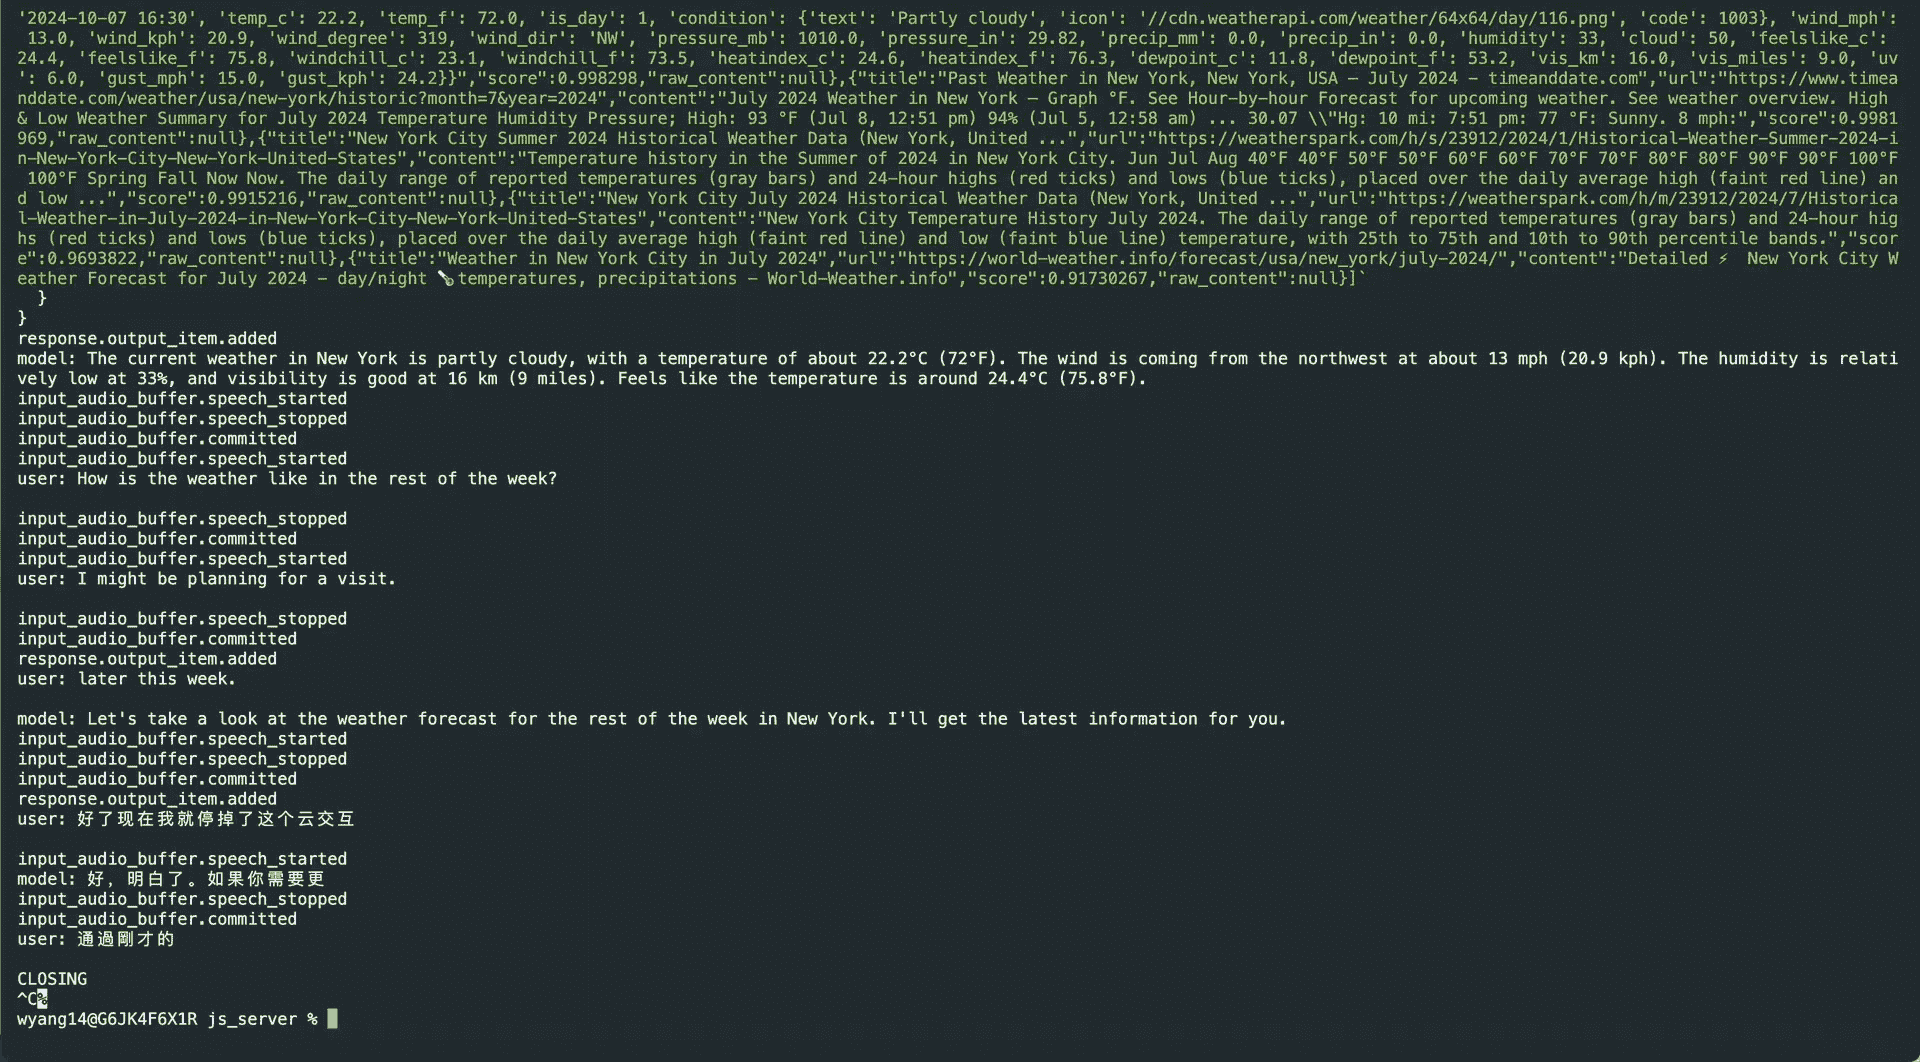 '2024-10-07 16:30', 'temp_c': 22.2, 'temp_f': 72.0, 'is_day': 1, 'condition': {'text': 'Partly cloudy', 'icon': '//cdn.weatherapi.com/weather/64x64/day/116.png', 'code': 1003}, 'wind_mph':
13.0, 'wind_kph': 20.9, 'wind_degree': 319, 'wind_dir': 'NW', 'pressure_mb': 1010.0, 'pressure_in': 29.82, 'precip_mm': 0.0, 'precip_in': 0.0, 'humidity': 33, 'cloud': 50, 'feelslike_c':
24.4, 'feelslike_f': 75.8, 'windchill_c': 23.1, 'windchill_f': 73.5, 'heatindex_c': 24.6, 'heatindex_f': 76.3, 'dewpoint_c': 11.8, 'dewpoint_f': 53.2, 'vis_km': 16.0, 'vis_miles': 9.0, 'uv
': 6.0, 'gust_mph': 15.0, 'gust_kph': 24.2}}","score":0.998298,"raw_content":null},{"title":"Past Weather in New York, New York, USA — July 2024 - timeanddate.com","url":"https://www.timea
nddate.com/weather/usa/new-york/historic?month=7&year=2024","content":"July 2024 Weather in New York — Graph °F. See Hour-by-hour Forecast for upcoming weather. See weather overview. High
& Low Weather Summary for July 2024 Temperature Humidity Pressure; High: 93 °F (Jul 8, 12:51 pm) 94% (Jul 5, 12:58 am) ... 30.07 \\"Hg: 10 mi: 7:51 pm: 77 °F: Sunny. 8 mph:","score":0.9981
969,"raw_content":null},{"title":"New York City Summer 2024 Historical Weather Data (New York, United ...","url":"https://weatherspark.com/h/s/23912/2024/1/Historical-Weather-Summer-2024-i
n-New-York-City-New-York-United-States","content":"Temperature history in the Summer of 2024 in New York City. Jun Jul Aug 40°F 40°F 50°F 50°F 60°F 60°F 70°F 70°F 80°F 80°F 90°F 90°F 100°F
100°F Spring Fall Now Now. The daily range of reported temperatures (gray bars) and 24-hour highs (red ticks) and lows (blue ticks), placed over the daily average high (faint red line) an
d low ...","score":0.9915216,"raw_content":null},{"title":"New York City July 2024 Historical Weather Data (New York, United ...","url":"https://weatherspark.com/h/m/23912/2024/7/Historica
l-Weather-in-July-2024-in-New-York-City-New-York-United-States","content":"New York City Temperature History July 2024. The daily range of reported temperatures (gray bars) and 24-hour hig
hs (red ticks) and lows (blue ticks), placed over the daily average high (faint red line) and low (faint blue line) temperature, with 25th to 75th and 10th to 90th percentile bands.","scor
e":0.9693822,"raw_content":null},{"title":"Weather in New York City in July 2024","url":"https://world-weather.info/forecast/usa/new_york/july-2024/","content":"Detailed ⚡ New York City W
eather Forecast for July 2024 - day/night 🌡️temperatures, precipitations - World-Weather.info","score":0.91730267,"raw_content":null}]`
}
}
response.output_item.added
model: The current weather in New York is partly cloudy, with a temperature of about 22.2°C (72°F). The wind is coming from the northwest at about 13 mph (20.9 kph). The humidity is relati
vely low at 33%, and visibility is good at 16 km (9 miles). Feels like the temperature is around 24.4°C (75.8°F).
input_audio_buffer.speech_started
input_audio_buffer.speech_stopped
input_audio_buffer.committed
input_audio_buffer.speech_started
user: How is the weather like in the rest of the week?
input_audio_buffer.speech_stopped
input_audio_buffer.committed
input_audio_buffer.speech_started
user: I might be planning for a visit.
input_audio_buffer.speech_stopped
input_audio_buffer.committed
response.output_item.added
user: later this week.
model: Let's take a look at the weather forecast for the rest of the week in New York. I'll get the latest information for you.
input_audio_buffer.speech_started
input_audio_buffer.speech_stopped
input_audio_buffer.committed
response.output_item.added
user: 好了现在我就停掉了这个云交互
input_audio_buffer.speech_started
model: 好，明白了。如果你需要更
input_audio_buffer.speech_stopped
input_audio_buffer.committed
user: 通過剛才的
CLOSING
^C%
wyang14@G6JK4F6X1R js_server %